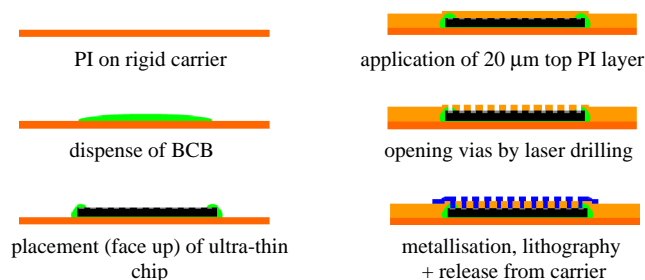 PI on rigid carrier
dispense of BCB
placement (face up) of ultra-thin
chip
application of 20 μm top PI layer
opening vias by laser drilling
metallisation, lithography
+ release from carrier